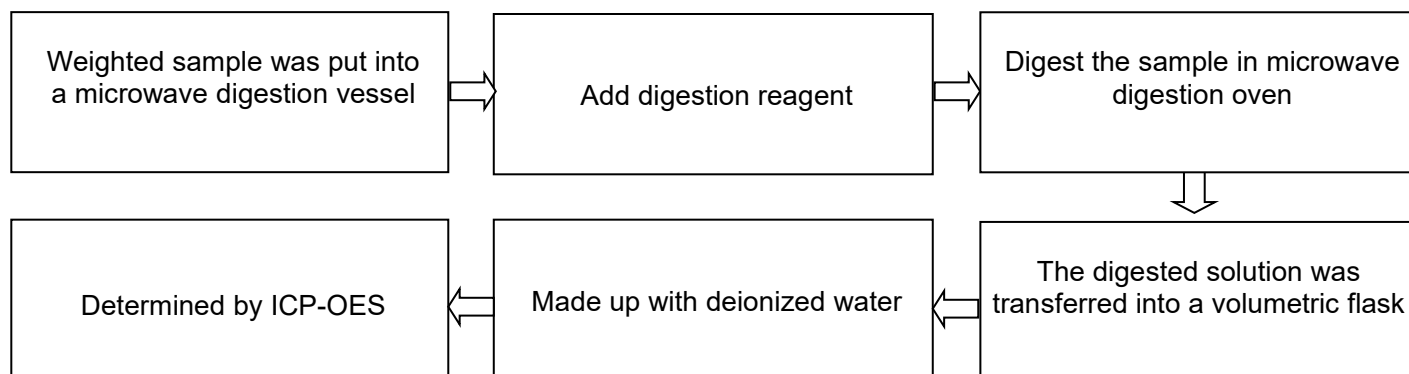 Weighted sample was put into
a microwave digestion vessel
Add digestion reagent
Digest the sample in microwave
digestion oven
The digested solution was
transferred into a volumetric flask
Made up with deionized water
Determined by ICP-OES